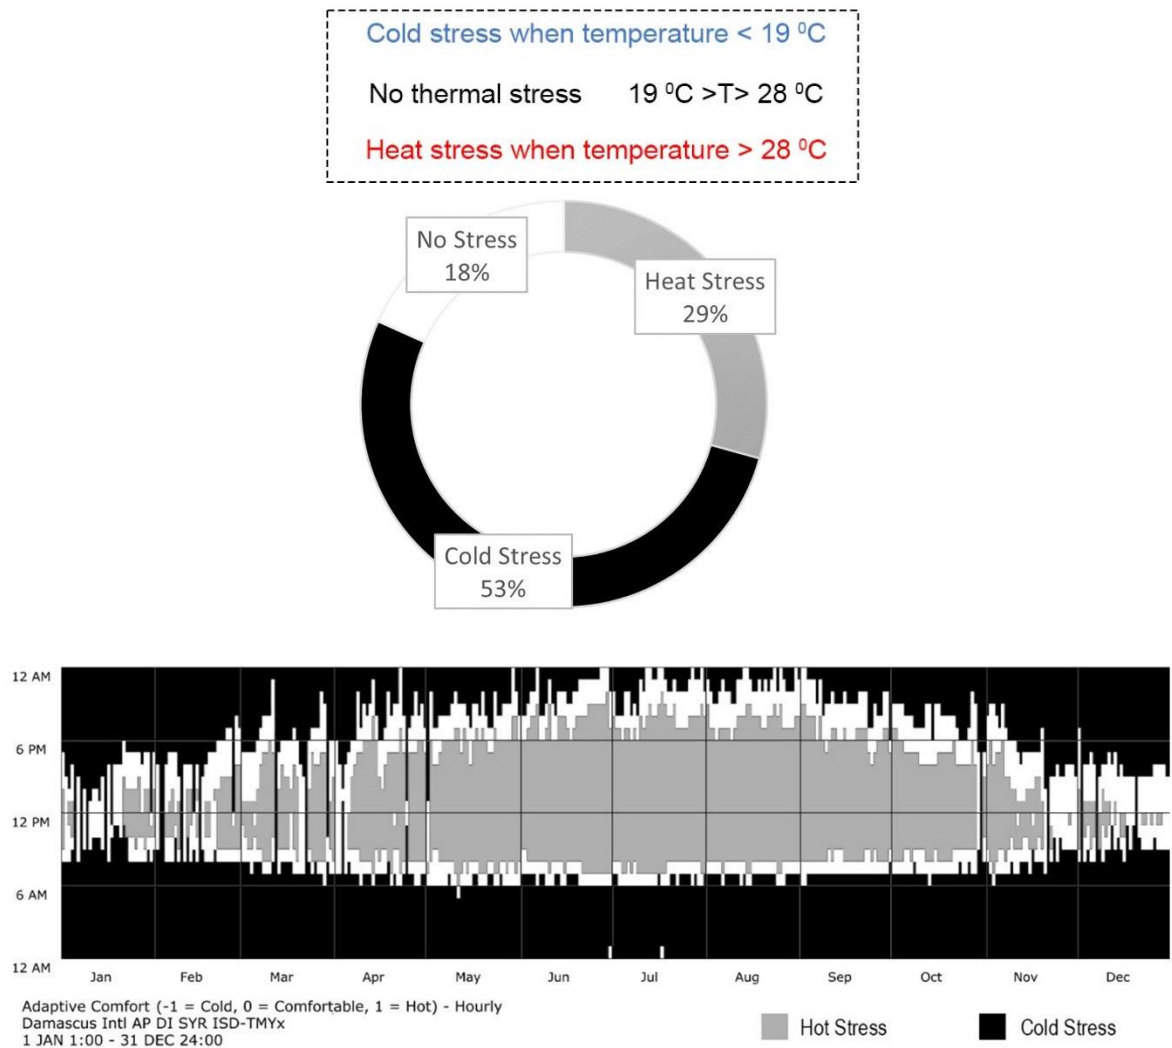 Cold stress when temperature < 19 ⁰C
No thermal stress 19 ⁰C >T> 28 ⁰C
Heat stress when temperature > 28 ⁰C
No Stress
18%
Heat Stress
29%
Cold Stress
53%
12 AM
6 PM
12 PM
6 AM
12 AM
Jan Feb Mar Apr May Jun Jul Aug Sep Oct Nov Dec
Adaptive Comfort (-1 = Cold, 0 = Comfortable, 1 = Hot) - Hourly
Damascus Intl AP DI SYR ISD-TMYx
1 JAN 1:00 - 31 DEC 24:00
Hot Stress Cold Stress